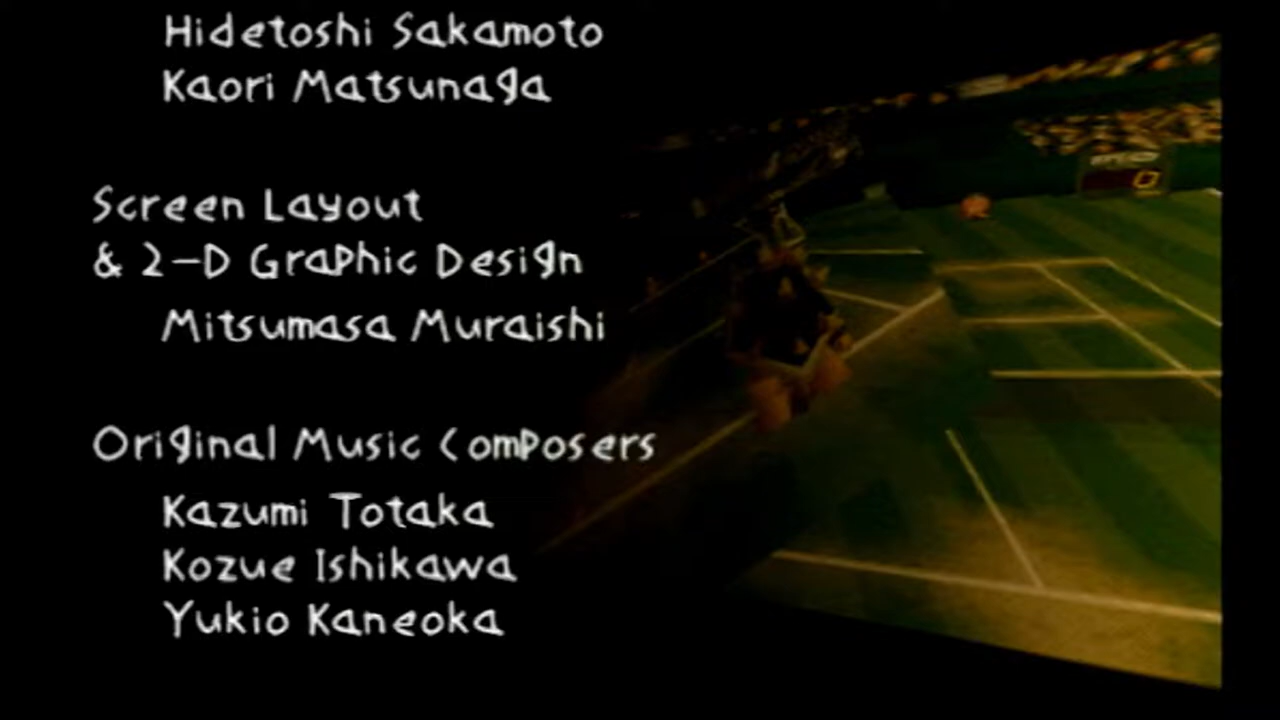 Hidetoshi Sakamoto
Kaori Matsunaga
Screen Layout
& 2-D Graphic Design
Mitsumasa Muraishi
Original Music Composers
Kazumi Totaka
Kozue Ishikawa
Yukio Kaneoka
0